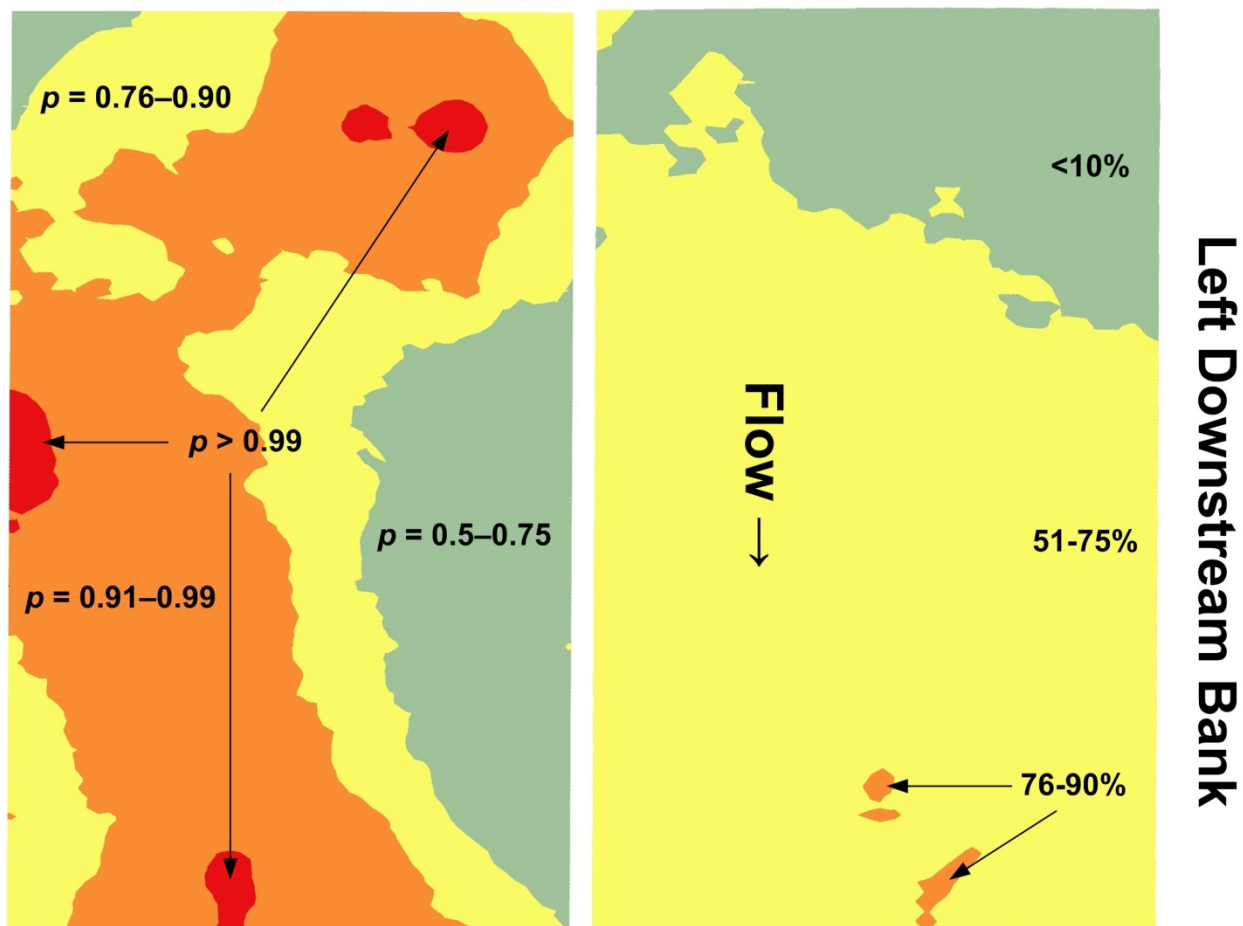 p = 0.76–0.90
<10%
p > 0.99
Flow →
p = 0.5–0.75
51-75%
p = 0.91–0.99
76-90%
Left Downstream Bank